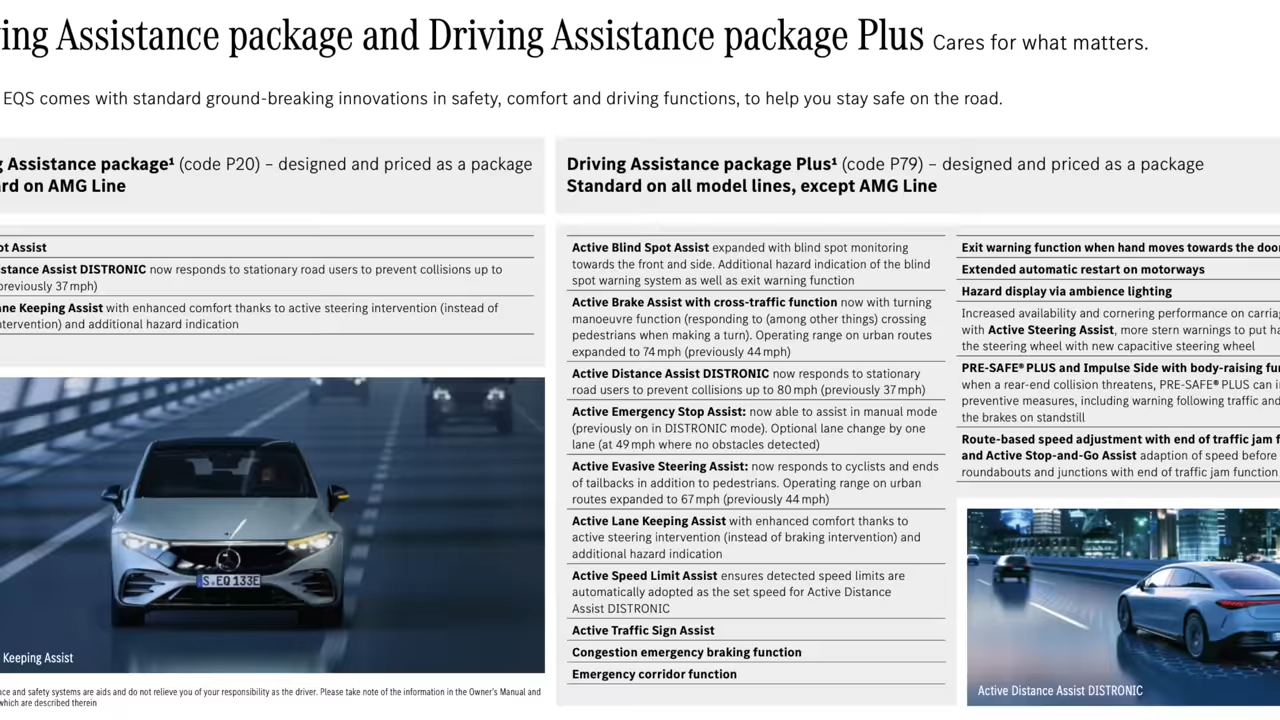 ing Assistance package and Driving Assistance package Plus Cares for what matters.
EQS comes with standard ground-breaking innovations in safety, comfort and driving functions, to help you stay safe on the road.
Assistance package¹ (code P20) – designed and priced as a package
rd on AMG Line
ot Assist
istance Assist DISTRONIC now responds to stationary road users to prevent collisions up to
previously 37 mph)
ane Keeping Assist with enhanced comfort thanks to active steering intervention (instead of
ntervention) and additional hazard indication
S EQ 133E
Keeping Assist
nce and safety systems are aids and do not relieve you of your responsibility as the driver. Please take note of the information in the Owner's Manual and
which are described therein
Driving Assistance package Plus¹ (code P79) – designed and priced as a package
Standard on all model lines, except AMG Line
Active Blind Spot Assist expanded with blind spot monitoring
towards the front and side. Additional hazard indication of the blind
spot warning system as well as exit warning function
Active Brake Assist with cross-traffic function now with turning
manoeuvre function (responding to (among other things) crossing
pedestrians when making a turn). Operating range on urban routes
expanded to 74 mph (previously 44 mph)
Active Distance Assist DISTRONIC now responds to stationary
road users to prevent collisions up to 80 mph (previously 37 mph)
Active Emergency Stop Assist: now able to assist in manual mode
(previously on in DISTRONIC mode). Optional lane change by one
lane (at 49 mph where no obstacles detected)
Active Evasive Steering Assist: now responds to cyclists and ends
of tailbacks in addition to pedestrians. Operating range on urban
routes expanded to 67 mph (previously 44 mph)
Active Lane Keeping Assist with enhanced comfort thanks to
active steering intervention (instead of braking intervention) and
additional hazard indication
Active Speed Limit Assist ensures detected speed limits are
automatically adopted as the set speed for Active Distance
Assist DISTRONIC
Active Traffic Sign Assist
Congestion emergency braking function
Emergency corridor function
Exit warning function when hand moves towards the door
Extended automatic restart on motorways
Hazard display via ambience lighting
Increased availability and cornering performance on carria
with Active Steering Assist, more stern warnings to put ha
the steering wheel with new capacitive steering wheel
PRE-SAFE® PLUS and Impulse Side with body-raising fu
when a rear-end collision threatens, PRE-SAFE® PLUS can i
preventive measures, including warning following traffic and
the brakes on standstill
Route-based speed adjustment with end of traffic jam f
and Active Stop-and-Go Assist adaption of speed before
roundabouts and junctions with end of traffic jam function
Active Distance Assist DISTRONIC